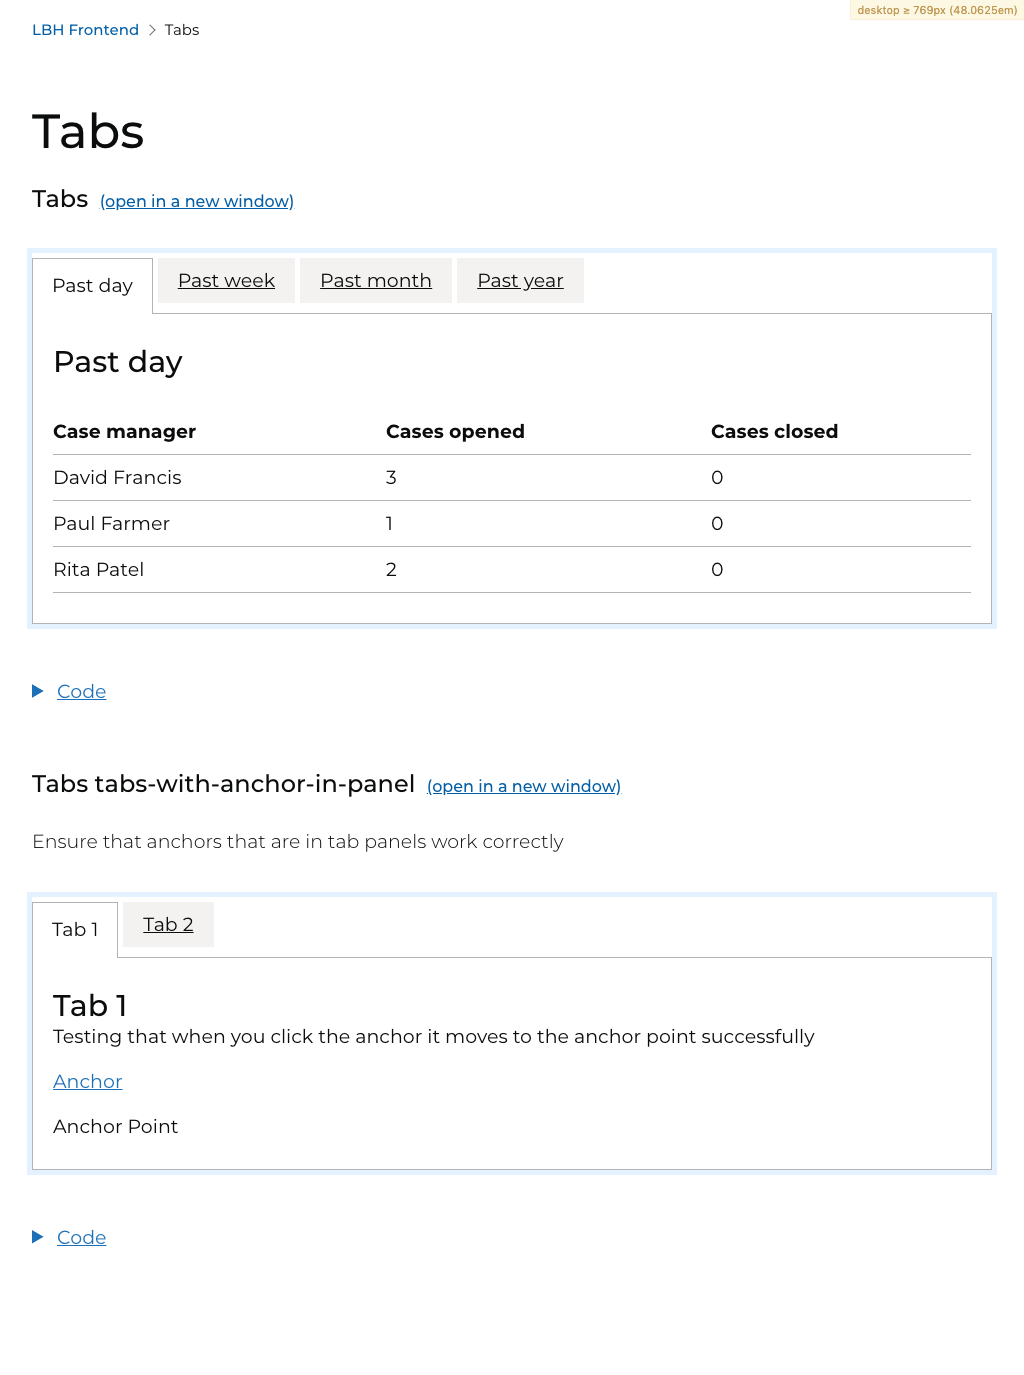 desktop ≥ 769px (48.0625em)
LBH Frontend > Tabs
Tabs
Tabs (open in a new window)
Past day Past week Past month Past year
Past day
Case manager Cases opened Cases closed
David Francis 3 0
Paul Farmer 1 0
Rita Patel 2 0
Code
Tabs tabs-with-anchor-in-panel (open in a new window)
Ensure that anchors that are in tab panels work correctly
Tab 1 Tab 2
Tab 1
Testing that when you click the anchor it moves to the anchor point successfully
Anchor
Anchor Point
Code